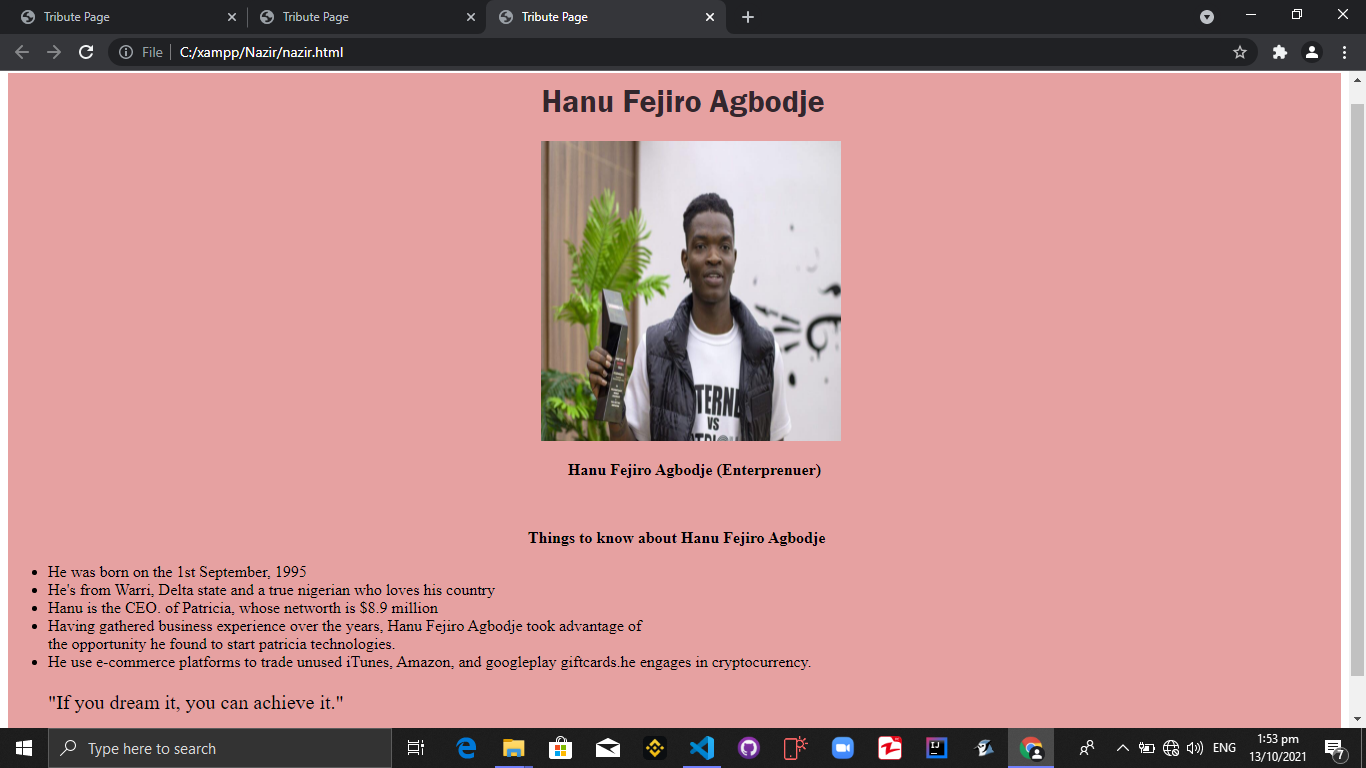 Tribute Page
Tribute Page
Tribute Page
File
C:/xampp/Nazir/nazir.html
Hanu Fejiro Agbodje
TERNE
VS
Hanu Fejiro Agbodje (Enterprenuer)
Things to know about Hanu Fejiro Agbodje
He was born on the 1st September, 1995
He's from Warri, Delta state and a true nigerian who loves his country
Hanu is the CEO. of Patricia, whose networth is $8.9 million
Having gathered business experience over the years, Hanu Fejiro Agbodje took advantage of
the opportunity he found to start patricia technologies.
He use e-commerce platforms to trade unused iTunes, Amazon, and googleplay giftcards.he engages in cryptocurrency.
"If you dream it, you can achieve it."
Type here to search
ENG
1:53 pm
13/10/2021
7